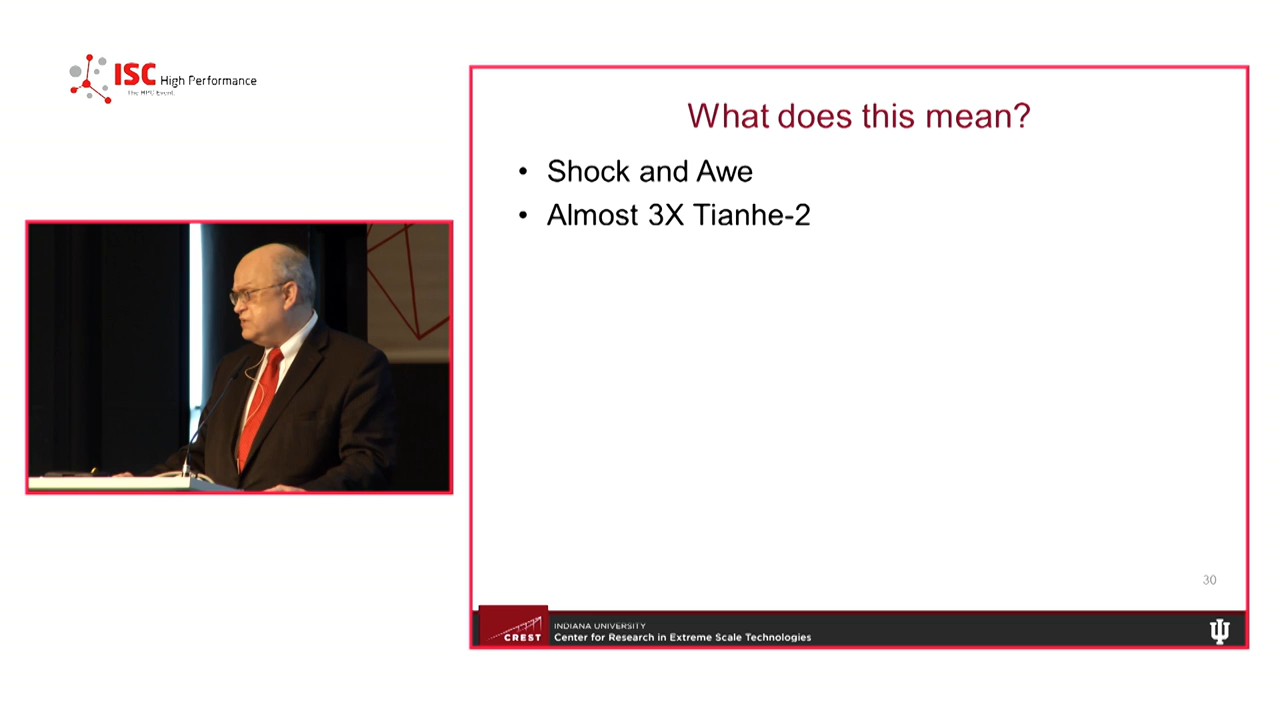 ISC High Performance
The HPC Event.
What does this mean?
• Shock and Awe
• Almost 3X Tianhe-2
30
CREST
INDIANA UNIVERSITY
Center for Research in Extreme Scale Technologies